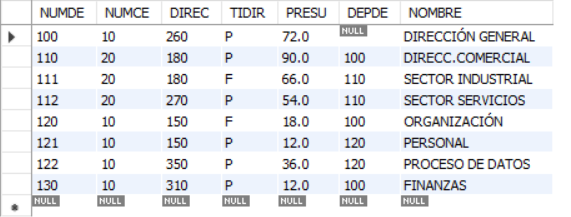 NUMDE NUMCE DIREC TIDIR PRESU DEPDE NOMBRE
100 10 260 P 72.0 NULL DIRECCIÓN GENERAL
110 20 180 P 90.0 100 DIRECC.COMERCIAL
111 20 180 F 66.0 110 SECTOR INDUSTRIAL
112 20 270 P 54.0 110 SECTOR SERVICIOS
120 10 150 F 18.0 100 ORGANIZACIÓN
121 10 150 P 12.0 120 PERSONAL
122 10 350 P 36.0 120 PROCESO DE DATOS
130 10 310 P 12.0 100 FINANZAS
NULL NULL NULL NULL NULL NULL NULL